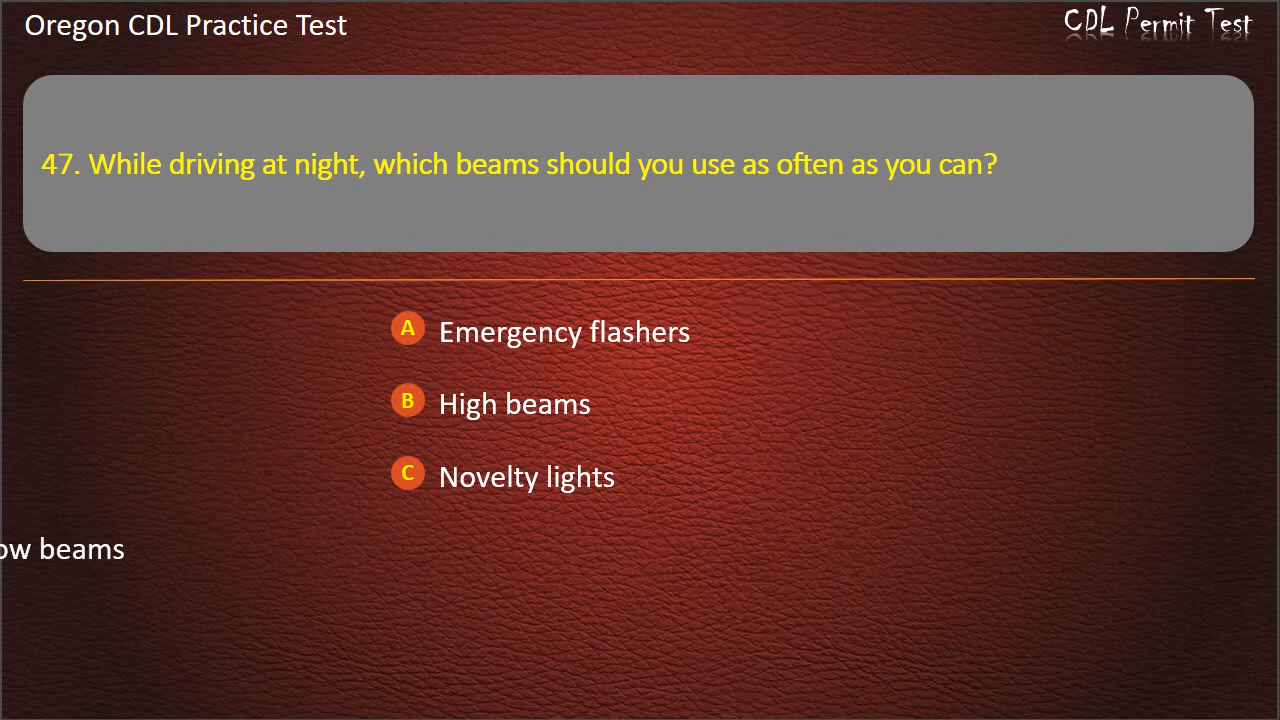 Oregon CDL Practice Test
CDL Permit Test
47. While driving at night, which beams should you use as often as you can?
A Emergency flashers
B High beams
C Novelty lights
ow beams